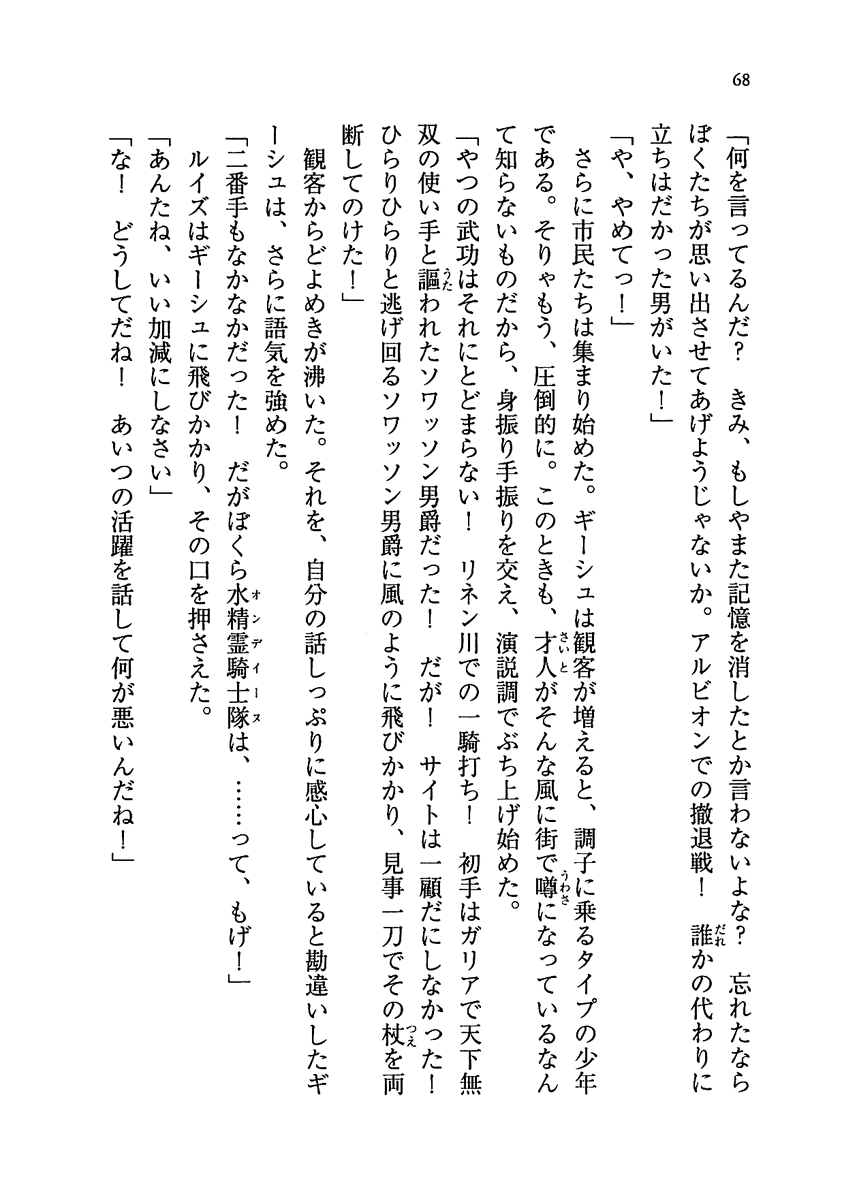 68
「何を言ってるんだ？　きみ、もしやまた記憶を消したとか言わないよな？　忘れたなら
ぼくたちが思い出させてあげようじゃないか。アルビオンでの撤退戦！　誰かの代わりに
立ちはだかった男がいた！」
「や、やめてっ！」
　さらに市民たちは集まり始めた。ギーシュは観客が増えると、調子に乗るタイプの少年
である。そりゃもう、圧倒的に。このときも、才人がそんな風に街で噂になっているなん
て知らないものだから、身振り手振りを交え、演説調でぶち上げ始めた。
「やつの武功はそれにとどまらない！　リネン川での一騎打ち！　初手はガリアで天下無
双の使い手と謳われたソワッソン男爵だった！　だが！　サイトは一顧だにしなかった！
ひらりひらりと逃げ回るソワッソン男爵に風のように飛びかかり、見事一刀でその杖を両
断してのけた！」
　観客からどよめきが沸いた。それを、自分の話しっぷりに感心していると勘違いしたギ
ーシュは、さらに語気を強めた。
「二番手もなかなかだった！　だがぼくら水精霊騎士隊は、……って、もげ！」
　ルイズはギーシュに飛びかかり、その口を押さえた。
「あんたね、いい加減にしなさい」
「な！　どうしてだね！　あいつの活躍を話して何が悪いんだね！」